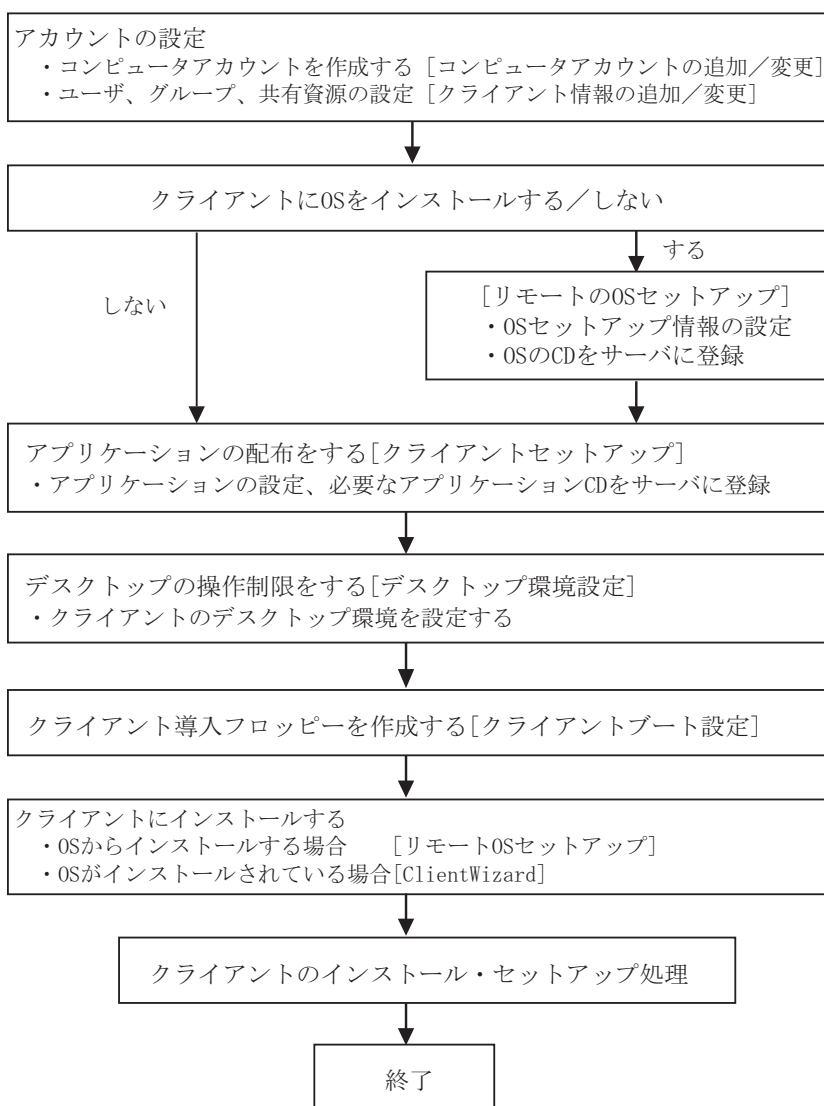 アカウントの設定
・コンピュータアカウントを作成する [コンピュータアカウントの追加／変更]
・ユーザ、グループ、共有資源の設定 [クライアント情報の追加／変更]
クライアントにOSをインストールする／しない
する
しない
[リモートのOSセットアップ]
・OSセットアップ情報の設定
・OSのCDをサーバに登録
アプリケーションの配布をする[クライアントセットアップ]
・アプリケーションの設定、必要なアプリケーションCDをサーバに登録
デスクトップの操作制限をする[デスクトップ環境設定]
・クライアントのデスクトップ環境を設定する
クライアント導入フロッピーを作成する[クライアントブート設定]
クライアントにインストールする
・OSからインストールする場合　　[リモートOSセットアップ]
・OSがインストールされている場合[ClientWizard]
クライアントのインストール・セットアップ処理
終了